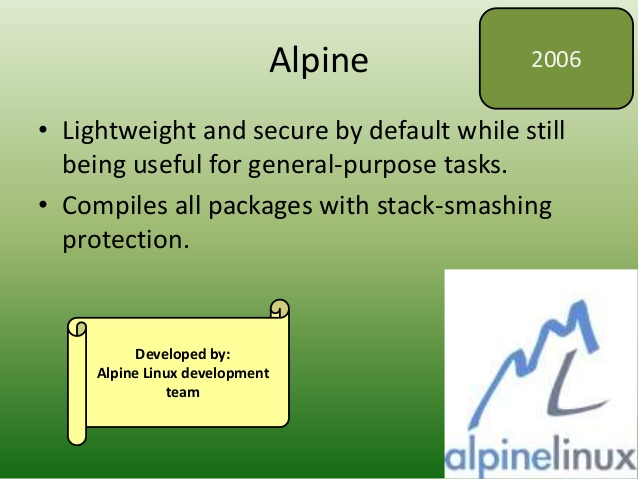 Alpine
2006
• Lightweight and secure by default while still
being useful for general-purpose tasks.
• Compiles all packages with stack-smashing
protection.
Developed by:
Alpine Linux development
team
alpinelinux